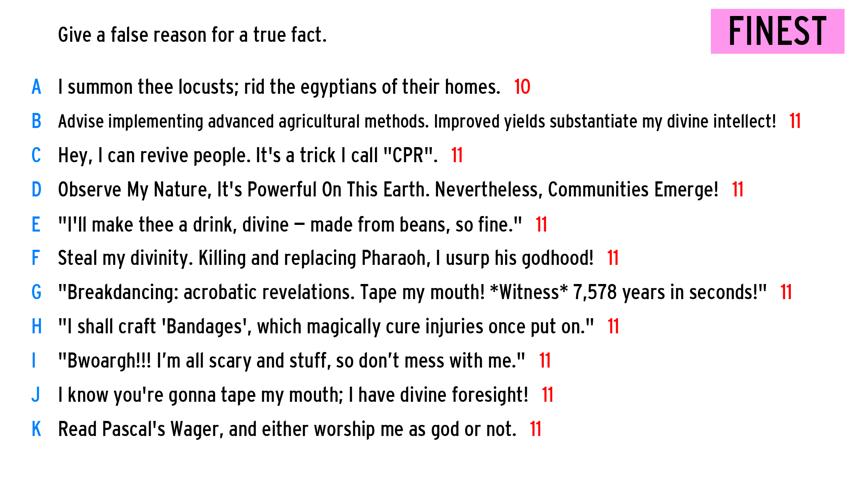 Give a false reason for a true fact.
FINEST
A I summon thee locusts; rid the egyptians of their homes. 10
B Advise implementing advanced agricultural methods. Improved yields substantiate my divine intellect! 11
C Hey, I can revive people. It's a trick I call "CPR". 11
D Observe My Nature, It's Powerful On This Earth. Nevertheless, Communities Emerge! 11
E "I'll make thee a drink, divine – made from beans, so fine." 11
F Steal my divinity. Killing and replacing Pharaoh, I usurp his godhood! 11
G "Breakdancing: acrobatic revelations. Tape my mouth! *Witness* 7,578 years in seconds!" 11
H "I shall craft 'Bandages', which magically cure injuries once put on." 11
I "Bwoargh!!! I’m all scary and stuff, so don’t mess with me." 11
J I know you're gonna tape my mouth; I have divine foresight! 11
K Read Pascal's Wager, and either worship me as god or not. 11